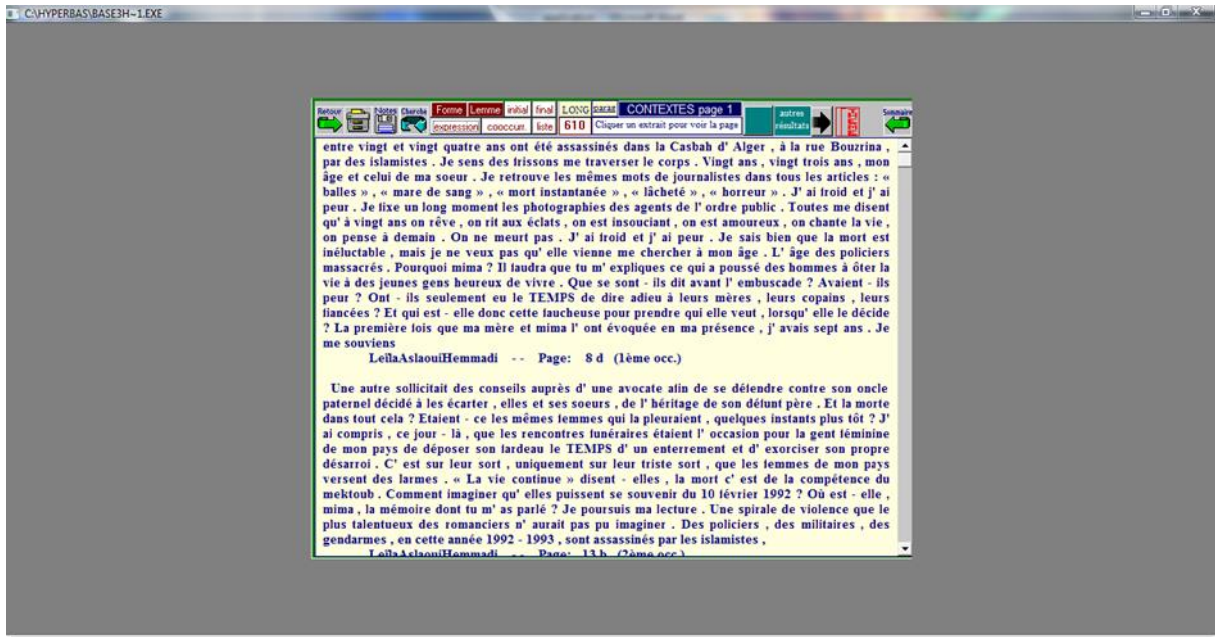 C:\HYPERBAS\BASE3H~1.EXE
Retour Notes Cherche Forme Lemme initial final LONG parag CONTEXTES page 1 autres résultats Sommaire
expression cooccurr. liste 610 Cliquer un extrait pour voir la page
entre vingt et vingt quatre ans ont été assassinés dans la Casbah d' Alger , à la rue Bouzrina ,
par des islamistes . Je sens des frissons me traverser le corps . Vingt ans , vingt trois ans , mon
âge et celui de ma soeur . Je retrouve les mêmes mots de journalistes dans tous les articles : «
balles » , « mare de sang » , « mort instantanée » , « lâcheté » , « horreur » . J' ai froid et j' ai
peur . Je fixe un long moment les photographies des agents de l' ordre public . Toutes me disent
qu' à vingt ans on rêve , on rit aux éclats , on est insouciant , on est amoureux , on chante la vie ,
on pense à demain . On ne meurt pas . J' ai froid et j' ai peur . Je sais bien que la mort est
inéluctable , mais je ne veux pas qu' elle vienne me chercher à mon âge . L' âge des policiers
massacrés . Pourquoi mima ? Il faudra que tu m' expliques ce qui a poussé des hommes à ôter la
vie à des jeunes gens heureux de vivre . Que se sont - ils dit avant l' embuscade ? Avaient - ils
peur ? Ont - ils seulement eu le TEMPS de dire adieu à leurs mères , leurs copains , leurs
fiancées ? Et qui est - elle donc cette faucheuse pour prendre qui elle veut , lorsqu' elle le décide
? La première fois que ma mère et mima l' ont évoquée en ma présence , j' avais sept ans . Je
me souviens
LeïlaAslaouiHemmadi -- Page: 8 d (1ème occ.)
Une autre sollicitait des conseils auprès d' une avocate afin de se défendre contre son oncle
paternel décidé à les écarter , elles et ses soeurs , de l' héritage de son défunt père . Et la morte
dans tout cela ? Etaient - ce les mêmes femmes qui la pleuraient , quelques instants plus tôt ? J'
ai compris , ce jour - là , que les rencontres funéraires étaient l' occasion pour la gent féminine
de mon pays de déposer son fardeau le TEMPS d' un enterrement et d' exorciser son propre
désarroi . C' est sur leur sort , uniquement sur leur triste sort , que les femmes de mon pays
versent des larmes . « La vie continue » disent - elles , la mort c' est de la compétence du
mektoub . Comment imaginer qu' elles puissent se souvenir du 10 février 1992 ? Où est - elle ,
mima , la mémoire dont tu m' as parlé ? Je poursuis ma lecture . Une spirale de violence que le
plus talentueux des romanciers n' aurait pas pu imaginer . Des policiers , des militaires , des
gendarmes , en cette année 1992 - 1993 , sont assassinés par les islamistes ,
LeïlaAslaouiHemmadi -- Page: 13 b (2ème occ.)